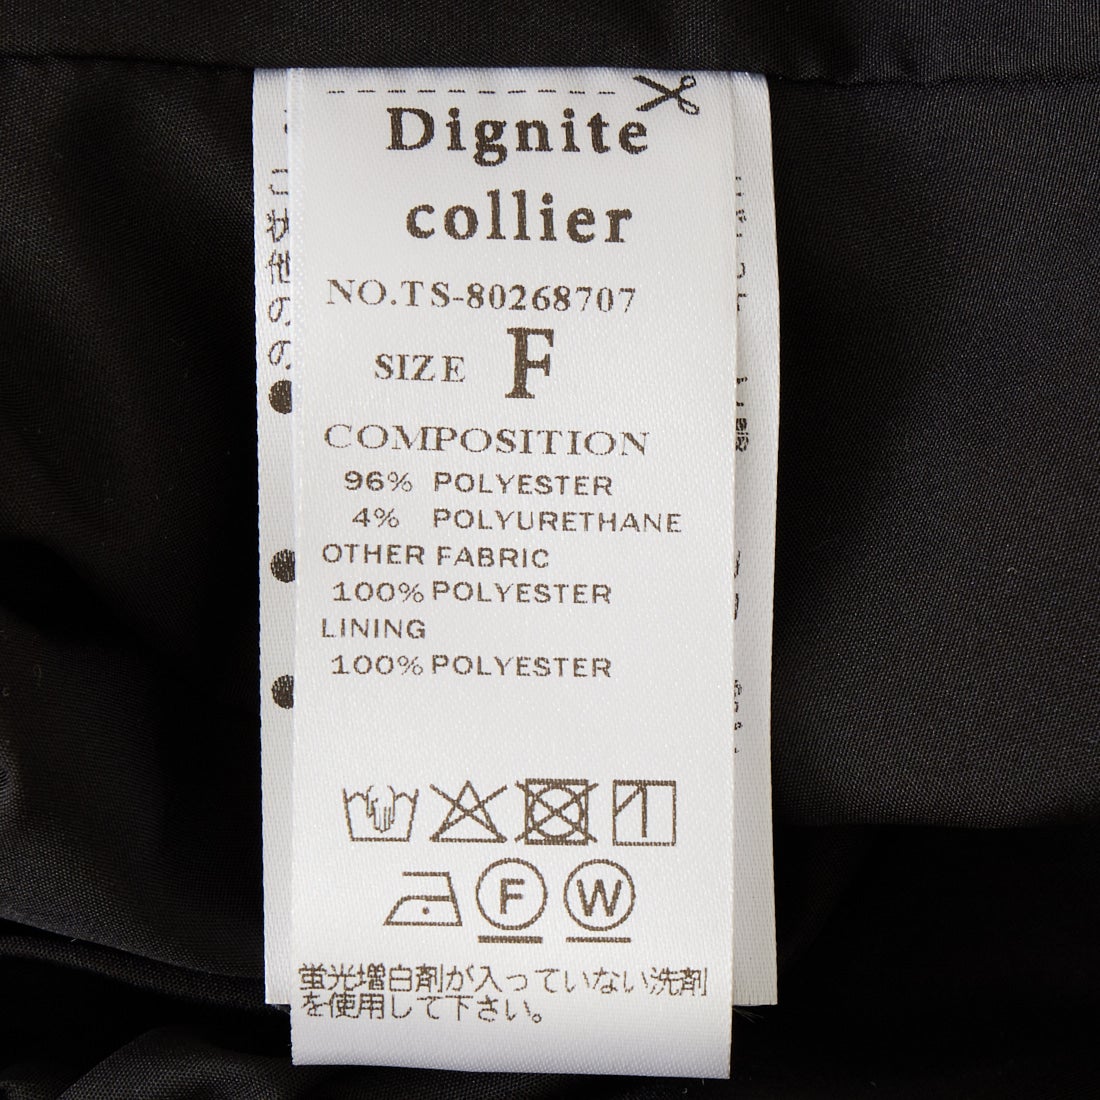 Dignite
collier
NO.TS-80268707
SIZE F
COMPOSITION
96% POLYESTER
4% POLYURETHANE
OTHER FABRIC
100% POLYESTER
LINING
100% POLYESTER
F W
蛍光増白剤が入っていない洗剤
を使用して下さい。